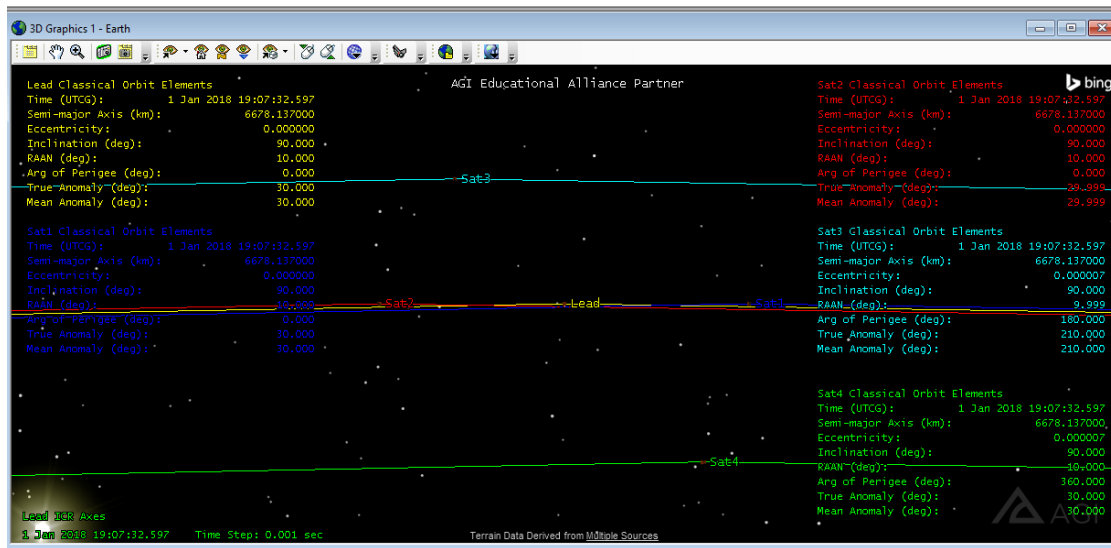 3D Graphics 1 - Earth
AGI Educational Alliance Partner
bing
Lead Classical Orbit Elements
Time (UTCG): 1 Jan 2018 19:07:32.597
Semi-major Axis (km): 6678.137000
Eccentricity: 0.000000
Inclination (deg): 90.000
RAAN (deg): 10.000
Arg of Perigee (deg): 0.000
True Anomaly (deg): 30.000
Mean Anomaly (deg): 30.000
Sat1 Classical Orbit Elements
Time (UTCG): 1 Jan 2018 19:07:32.597
Semi-major Axis (km): 6678.137000
Eccentricity: 0.000000
Inclination (deg): 90.000
RAAN (deg): 10.000
Arg of Perigee (deg): 0.000
True Anomaly (deg): 30.000
Mean Anomaly (deg): 30.000
Sat3
Sat2
Lead
Sat1
Sat4
Sat2 Classical Orbit Elements
Time (UTCG): 1 Jan 2018 19:07:32.597
Semi-major Axis (km): 6678.137000
Eccentricity: 0.000000
Inclination (deg): 90.000
RAAN (deg): 10.000
Arg of Perigee (deg): 0.000
True Anomaly (deg): 29.999
Mean Anomaly (deg): 29.999
Sat3 Classical Orbit Elements
Time (UTCG): 1 Jan 2018 19:07:32.597
Semi-major Axis (km): 6678.137000
Eccentricity: 0.000007
Inclination (deg): 90.000
RAAN (deg): 9.999
Arg of Perigee (deg): 180.000
True Anomaly (deg): 210.000
Mean Anomaly (deg): 210.000
Sat4 Classical Orbit Elements
Time (UTCG): 1 Jan 2018 19:07:32.597
Semi-major Axis (km): 6678.137000
Eccentricity: 0.000007
Inclination (deg): 90.000
RAAN (deg): 10.000
Arg of Perigee (deg): 360.000
True Anomaly (deg): 30.000
Mean Anomaly (deg): 30.000
AGI
Lead ICR Axes
1 Jan 2018 19:07:32.597 Time Step: 0.001 sec
Terrain Data Derived from Multiple Sources